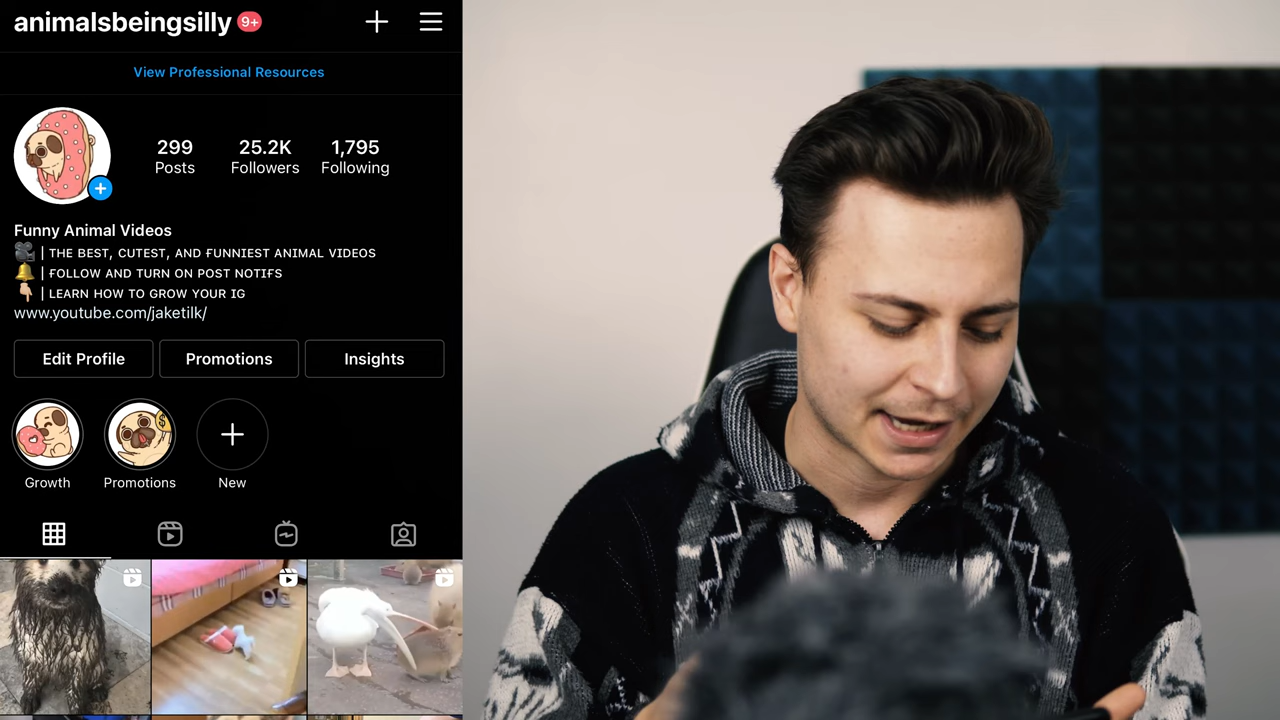 animalsbeingsilly 9+
View Professional Resources
299 25.2K 1,795
Posts Followers Following
Funny Animal Videos
| THE BEST, CUTEST, AND FUNNIEST ANIMAL VIDEOS
| FOLLOW AND TURN ON POST NOTIFS
| LEARN HOW TO GROW YOUR IG
www.youtube.com/jaketilk/
Edit Profile Promotions Insights
Growth Promotions New